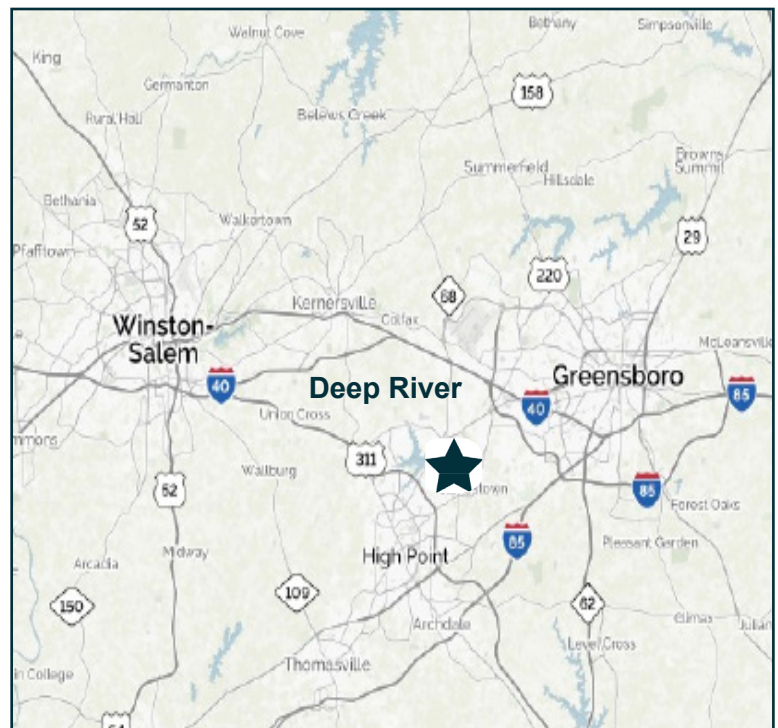 Walnut Cove
Bethany
Simpsonville
King
Germanton
158
Rural Hall
Belews Creek
Summerfield
Hillsdale
Browns
Summit
Bethania
52
Walkertown
Pfafftown
29
220
68
Kernersville
Colfax
Winston-
Salem
McLeansville
40
Deep River
Greensboro
40
85
Union Cross
311
Wallburg
52
85
Forest Oaks
85
Pleasant Garden
High Point
Arcadia
Midway
150
109
62
Climax
Archdale
Level Cross
Thomasville